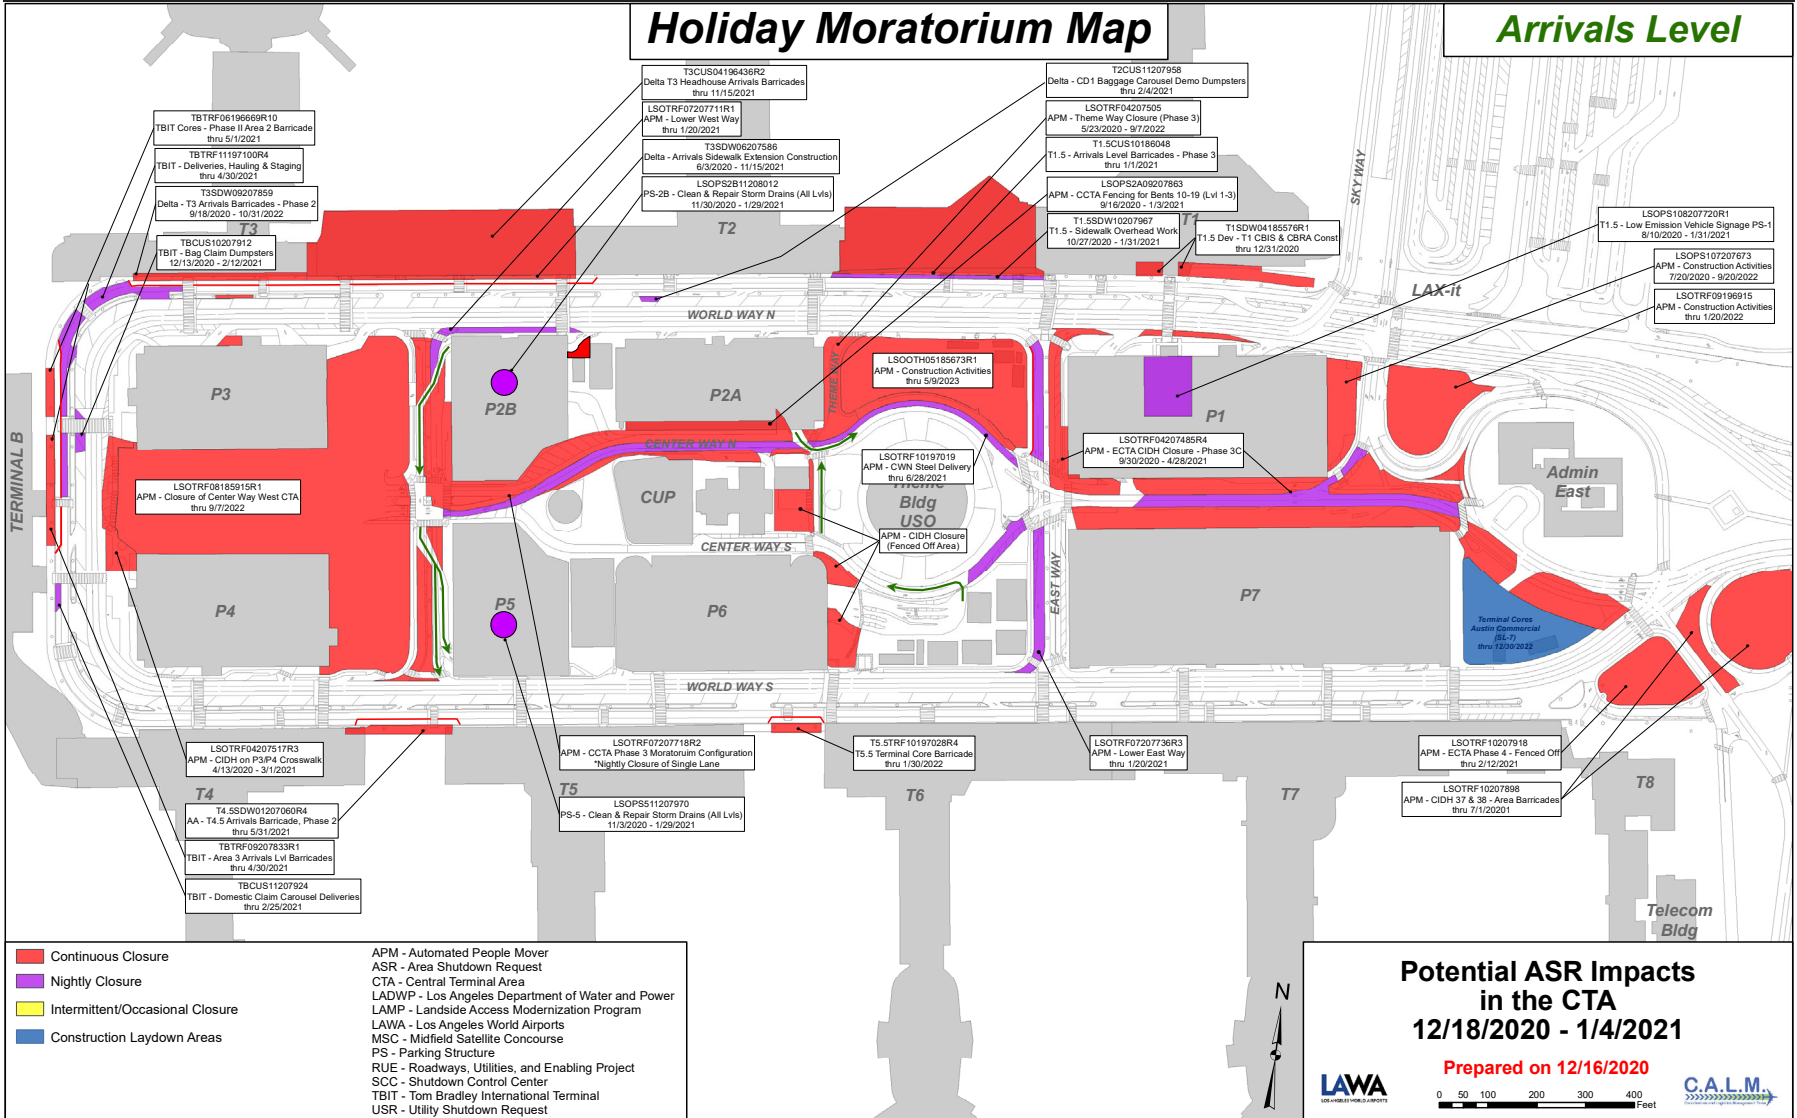 Holiday Moratorium Map
Arrivals Level
T3CUS04196436R2
Delta T3 Headhouse Arrivals Barricades
thru 11/15/2021
LSOTRF07207711R1
APM - Lower West Way
thru 1/20/2021
T3SDW06207586
Delta - Arrivals Sidewalk Extension Construction
6/3/2020 - 11/15/2021
LSOPS2B11208012
PS-2B - Clean & Repair Storm Drains (All Lvls)
11/30/2020 - 1/29/2021
T2CUS11207958
Delta - CD1 Baggage Carousel Demo Dumpsters
thru 2/4/2021
LSOTRF04207505
APM - Theme Way Closure (Phase 3)
5/23/2020 - 9/7/2022
T1.5CUS10186048
T1.5 - Arrivals Level Barricades - Phase 3
thru 1/1/2021
LSOPS2A09207863
APM - CCTA Fencing for Bents 10-19 (Lvl 1-3)
9/16/2020 - 1/3/2021
T1.5SDW10207967
T1.5 - Sidewalk Overhead Work
10/27/2020 - 1/31/2021
T1SDW04185576R1
T1.5 Dev - T1 CBIS & CBRA Const
thru 12/31/2020
LSOPS108207720R1
T1.5 - Low Emission Vehicle Signage PS-1
8/10/2020 - 1/31/2021
LSOPS107207673
APM - Construction Activities
7/20/2020 - 9/20/2022
LSOTRF09196915
APM - Construction Activities
thru 1/20/2022
TBTRF06196669R10
TBIT Cores - Phase II Area 2 Barricade
thru 5/1/2021
TBTRF11197100R4
TBIT - Deliveries, Hauling & Staging
thru 4/30/2021
T3SDW09207859
Delta - T3 Arrivals Barricades - Phase 2
9/18/2020 - 10/31/2022
TBCUS10207912
TBIT - Bag Claim Dumpsters
12/13/2020 - 2/12/2021
T3
T2
T1
SKY WAY
LAX-it
WORLD WAY N
P3
P2B
P2A
THEME WAY
LSOOTH05185673R1
APM - Construction Activities
thru 5/9/2023
P1
CENTER WAY N
LSOTRF04207485R4
APM - ECTA CIDH Closure - Phase 3C
9/30/2020 - 4/28/2021
LSOTRF10197019
APM - CWN Steel Delivery
thru 6/28/2021
Theme
Bldg
USO
Admin
East
TERMINAL B
LSOTRF08185915R1
APM - Closure of Center Way West CTA
thru 9/7/2022
CUP
APM - CIDH Closure
(Fenced Off Area)
CENTER WAY S
EAST WAY
P4
P5
P6
P7
Terminal Cores
Austin Commercial
(SL-7)
thru 12/30/2022
WORLD WAY S
LSOTRF04207517R3
APM - CIDH on P3/P4 Crosswalk
4/13/2020 - 3/1/2021
LSOTRF07207718R2
APM - CCTA Phase 3 Moratoruim Configuration
*Nightly Closure of Single Lane
T5.5TRF10197028R4
T5.5 Terminal Core Barricade
thru 1/30/2022
LSOTRF07207736R3
APM - Lower East Way
thru 1/20/2021
LSOTRF10207918
APM - ECTA Phase 4 - Fenced Off
thru 2/12/2021
LSOTRF10207898
APM - CIDH 37 & 38 - Area Barricades
thru 7/1/20201
T4
T5
T6
T7
T8
T4.5SDW01207060R4
AA - T4.5 Arrivals Barricade, Phase 2
thru 5/31/2021
LSOPS511207970
PS-5 - Clean & Repair Storm Drains (All Lvls)
11/3/2020 - 1/29/2021
TBTRF09207833R1
TBIT - Area 3 Arrivals Lvl Barricades
thru 4/30/2021
TBCUS11207924
TBIT - Domestic Claim Carousel Deliveries
thru 2/25/2021
Telecom
Bldg
Continuous Closure
Nightly Closure
Intermittent/Occasional Closure
Construction Laydown Areas
APM - Automated People Mover
ASR - Area Shutdown Request
CTA - Central Terminal Area
LADWP - Los Angeles Department of Water and Power
LAMP - Landside Access Modernization Program
LAWA - Los Angeles World Airports
MSC - Midfield Satellite Concourse
PS - Parking Structure
RUE - Roadways, Utilities, and Enabling Project
SCC - Shutdown Control Center
TBIT - Tom Bradley International Terminal
USR - Utility Shutdown Request
N
Potential ASR Impacts
in the CTA
12/18/2020 - 1/4/2021
Prepared on 12/16/2020
LAWA
LOS ANGELES WORLD AIRPORTS
0 50 100 200 300 400
Feet
C.A.L.M.